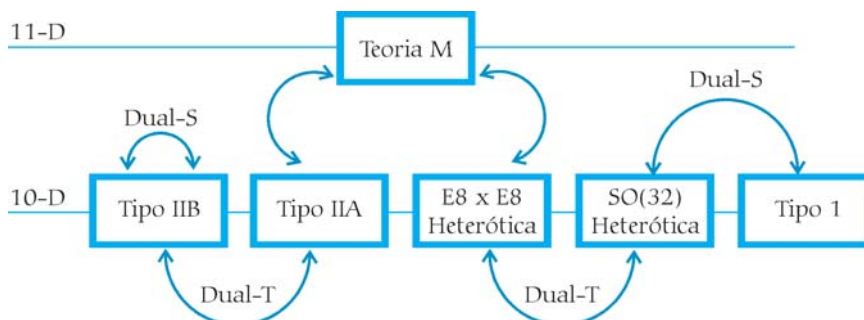 11-D
Teoria M
Dual-S
Dual-S
10-D
Tipo IIB
Tipo IIA
E8 x E8
Heterótica
SO(32)
Heterótica
Tipo 1
Dual-T
Dual-T